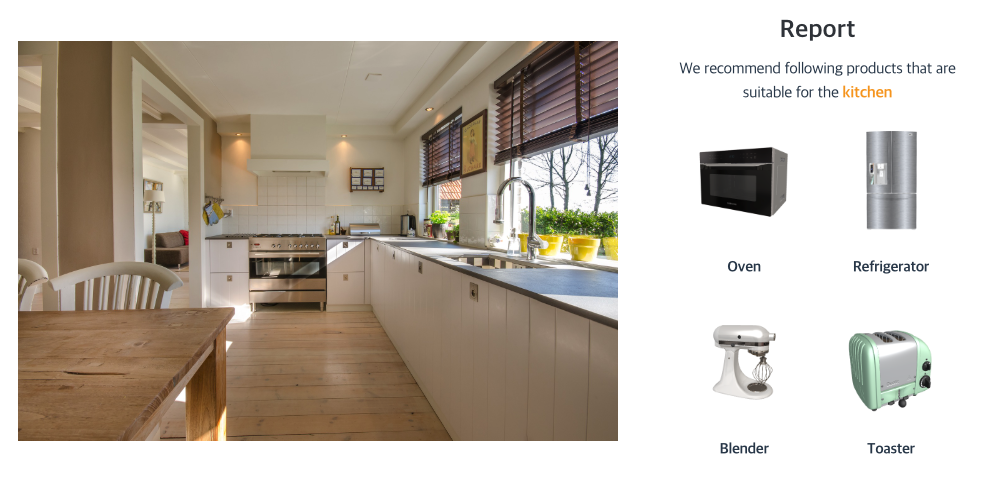 Report
We recommend following products that are
suitable for the kitchen
Oven
Refrigerator
Blender
Toaster